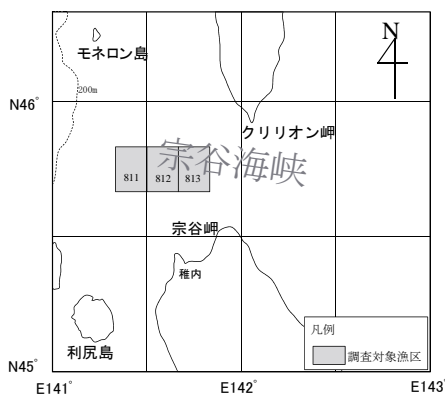 モネロン島
N
200m
N46°
クリリオン岬
宗谷海峡
811
812
813
宗谷岬
稚内
凡例
調査対象漁区
利尻島
N45°
E141°
E142°
E143°